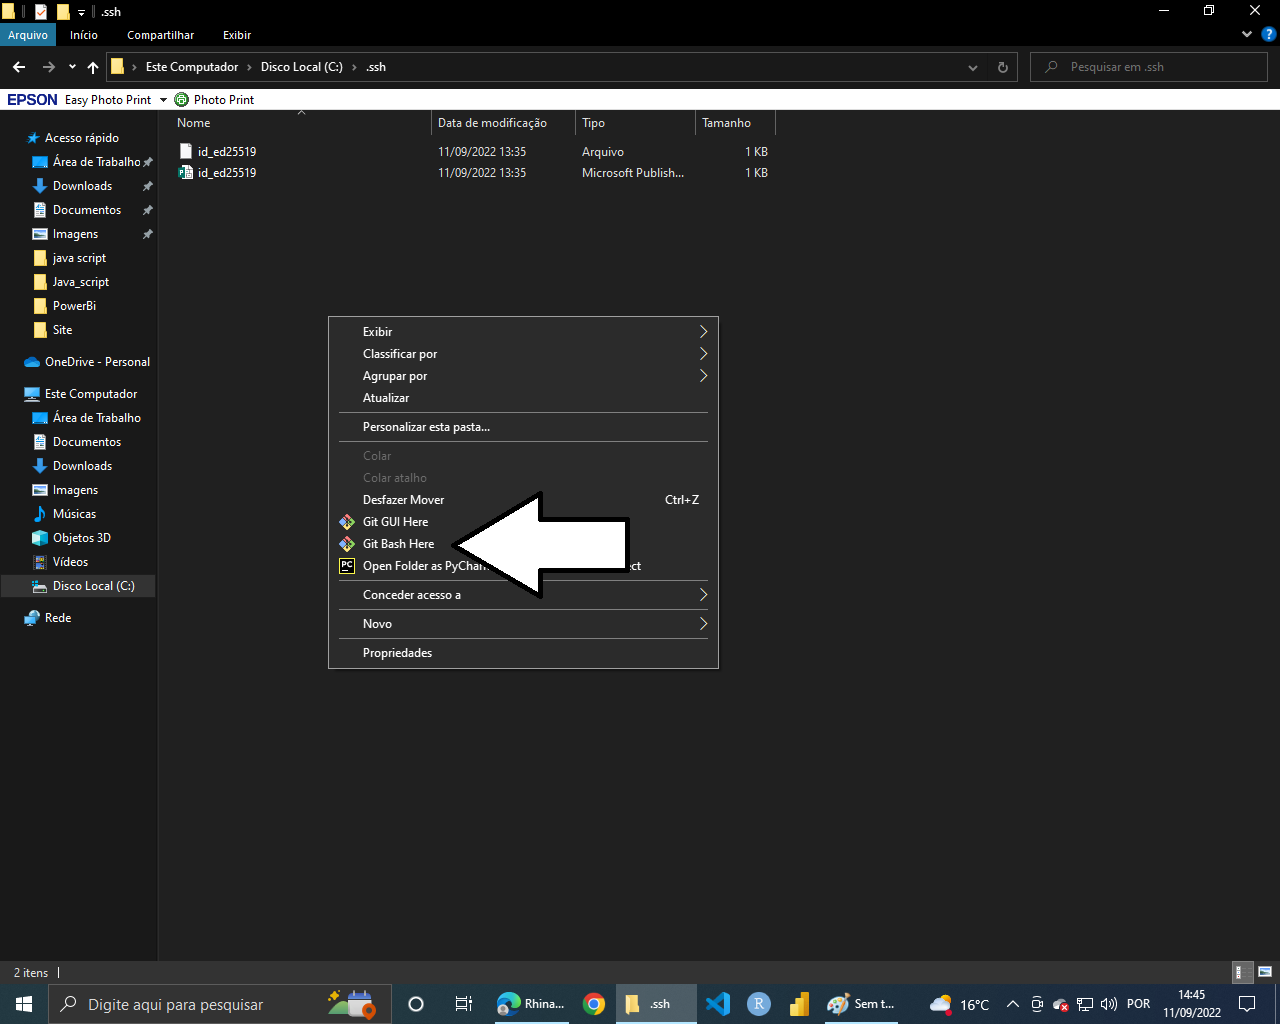 .ssh
Arquivo Início Compartilhar Exibir
Este Computador Disco Local (C:) .ssh Pesquisar em .ssh
EPSON Easy Photo Print Photo Print
Nome Data de modificação Tipo Tamanho
id_ed25519 11/09/2022 13:35 Arquivo 1 KB
id_ed25519 11/09/2022 13:35 Microsoft Publish... 1 KB
Acesso rápido
Área de Trabalho
Downloads
Documentos
Imagens
java script
Java_script
PowerBi
Site
OneDrive - Personal
Este Computador
Área de Trabalho
Documentos
Downloads
Imagens
Músicas
Objetos 3D
Vídeos
Disco Local (C:)
Rede
Exibir
Classificar por
Agrupar por
Atualizar
Personalizar esta pasta...
Colar
Colar atalho
Desfazer Mover Ctrl+Z
Git GUI Here
Git Bash Here
PC Open Folder as
Conceder acesso a
Novo
Propriedades
2 itens
Digite aqui para pesquisar Rhina... .ssh R Sem t... 16°C POR 14:45
11/09/2022